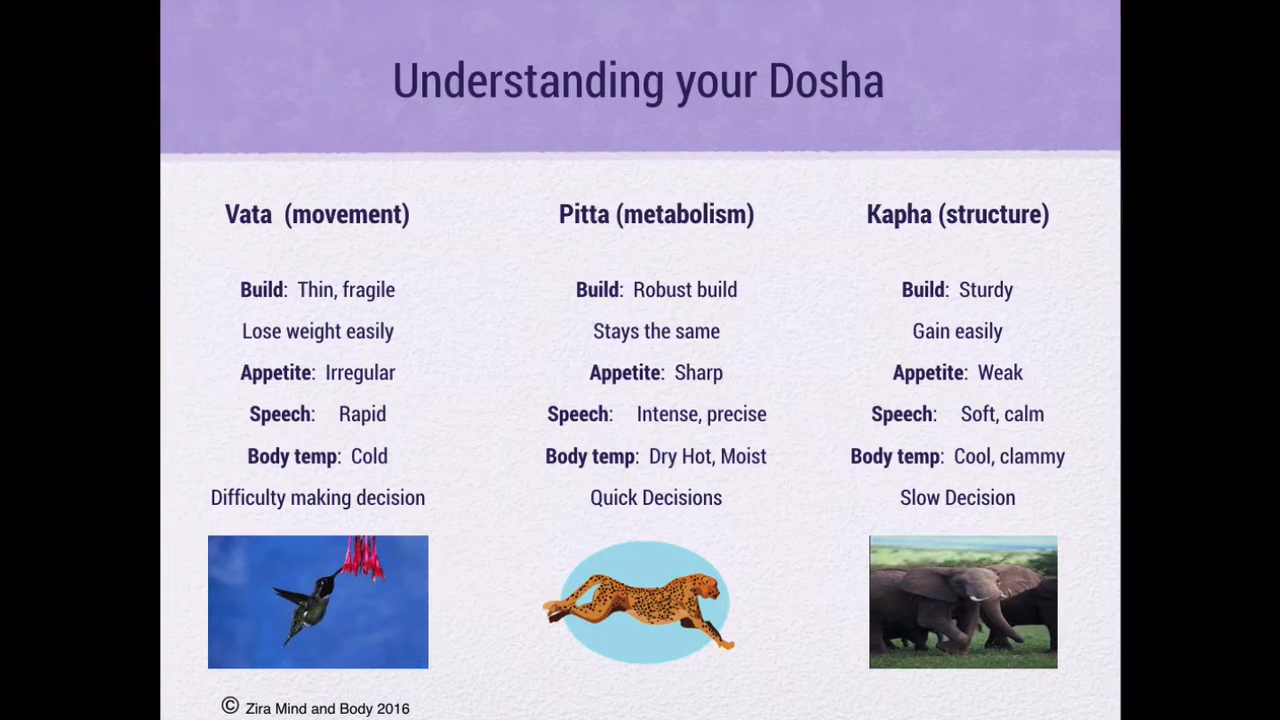 Understanding your Dosha
Vata (movement)
Build: Thin, fragile
Lose weight easily
Appetite: Irregular
Speech: Rapid
Body temp: Cold
Difficulty making decision
Pitta (metabolism)
Build: Robust build
Stays the same
Appetite: Sharp
Speech: Intense, precise
Body temp: Dry Hot, Moist
Quick Decisions
Kapha (structure)
Build: Sturdy
Gain easily
Appetite: Weak
Speech: Soft, calm
Body temp: Cool, clammy
Slow Decision
© Zira Mind and Body 2016